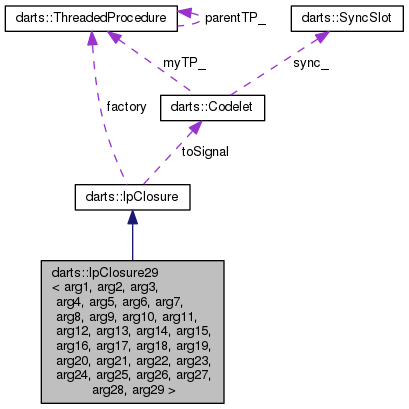 darts::ThreadedProcedure
darts::SyncSlot
parentTP_
myTP_
sync_
factory
darts::Codelet
toSignal
darts::lpClosure
darts::lpClosure29
< arg1, arg2, arg3,
arg4, arg5, arg6, arg7,
arg8, arg9, arg10, arg11,
arg12, arg13, arg14, arg15,
arg16, arg17, arg18, arg19,
arg20, arg21, arg22, arg23,
arg24, arg25, arg26, arg27,
arg28, arg29 >